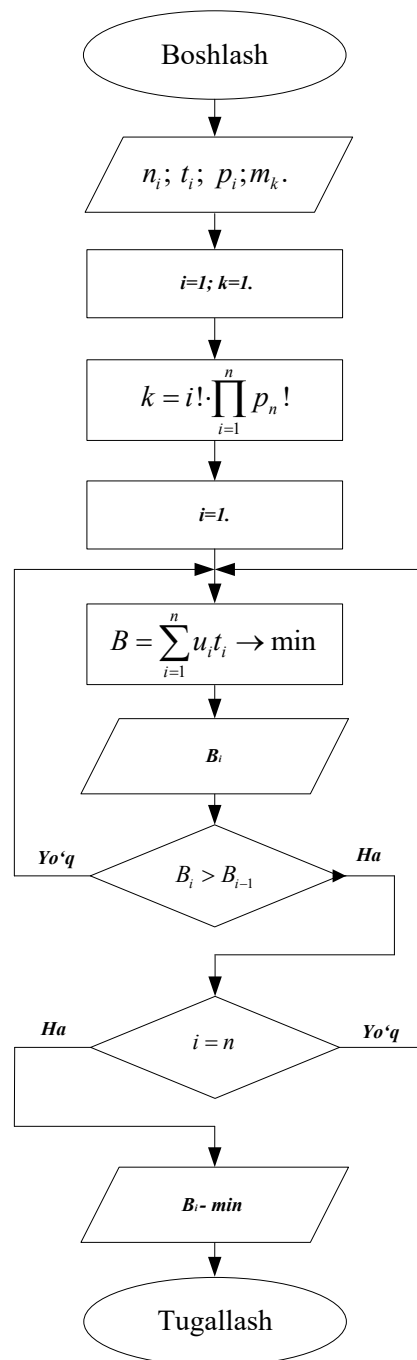 Boshlash
n_i; t_i; p_i; m_k.
i=1; k=1.
k = i!·∏_{i=1}^{n} p_n!
i=1.
B = ∑_{i=1}^{n} u_i t_i → min
B_i
Yo‘q
Ha
B_i > B_{i−1}
Ha
Yo‘q
i = n
B_i - min
Tugallash